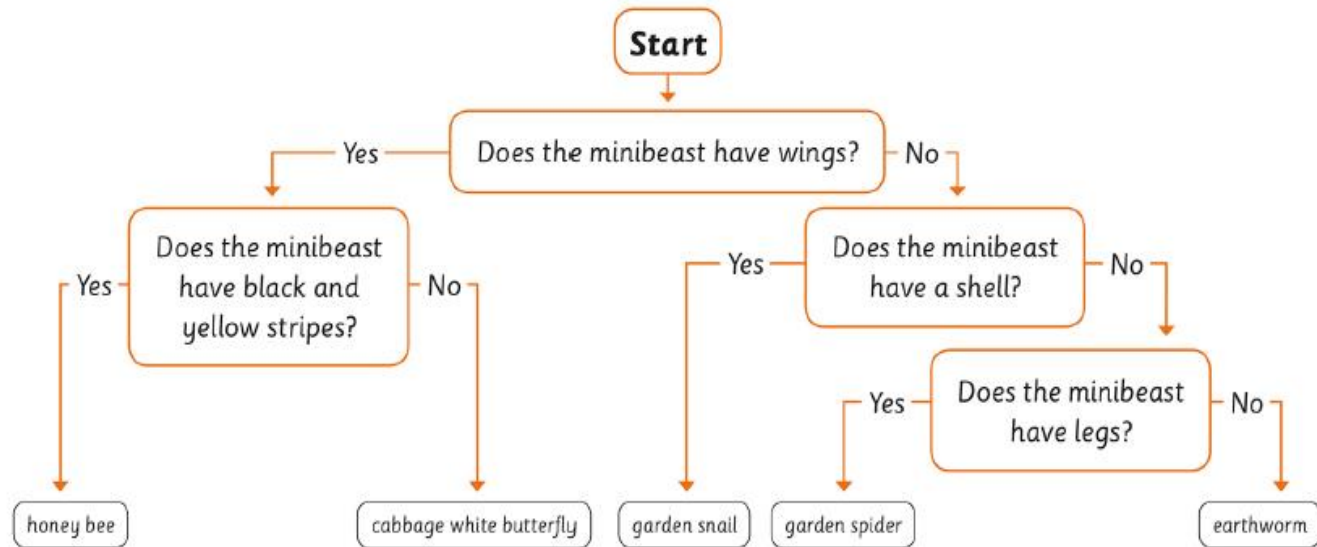 Start
Does the minibeast have wings?
Yes
No
Does the minibeast
have black and
yellow stripes?
Yes
No
Does the minibeast
have a shell?
Yes
No
Does the minibeast
have legs?
Yes
No
honey bee
cabbage white butterfly
garden snail
garden spider
earthworm